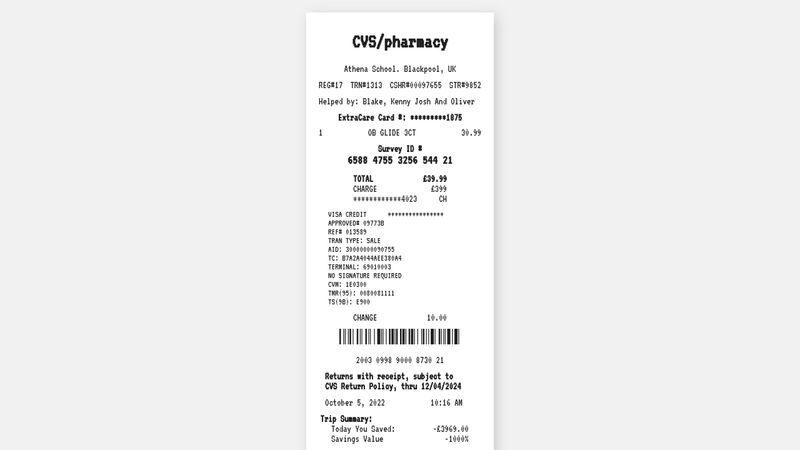 CVS/pharmacy
Athena School. Blackpool, UK
REG#17 TRN#1313 CSHR#00097655 STR#9852
Helped by: Blake, Kenny Josh And Oliver
ExtraCare Card #: *********1875
1 OB GLIDE 3CT 30.99
Survey ID #
6588 4755 3256 544 21
TOTAL £39.99
CHARGE £399
************4023 CH
VISA CREDIT ****************
APPROVED# 09773B
REF# 013589
TRAN TYPE: SALE
AID: 30000000090755
TC: B7A2A4044AEE380A4
TERMINAL: 69010003
NO SIGNATURE REQUIRED
CVM: 1E0300
TMR(95): 0080081111
TS(9B): E900
CHANGE 10.00
2003 0998 9000 8730 21
Returns with receipt, subject to
CVS Return Policy, thru 12/04/2024
October 5, 2022 10:16 AM
Trip Summary:
Today You Saved: -£3969.00
Savings Value -1000%